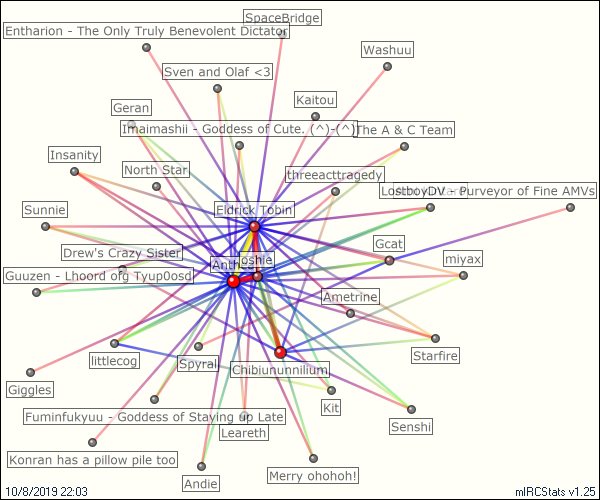 SpaceBridge
Entharion - The Only Truly Benevolent Dictator
Washuu
Sven and Olaf <3
Kaitou
Geran
Imaimashii - Goddess of Cute. (^)-(^)
The A & C Team
Insanity
North Star
threeacttragedy
LostboyDV - Purveyor of Fine AMVs
Sunnie
Eldrick Tobin
Drew's Crazy Sister
Gcat
miyax
Guuzen - Lhoord ofg Tyup0osd
Ametrine
littlecog
Spyral
Starfire
Chibiununnilium
Giggles
Fuminfukyuu - Goddess of Staying up Late
Kit
Senshi
Leareth
Konran has a pillow pile too
Andie
Merry ohohoh!
10/8/2019 22:03
mIRCStats v1.25